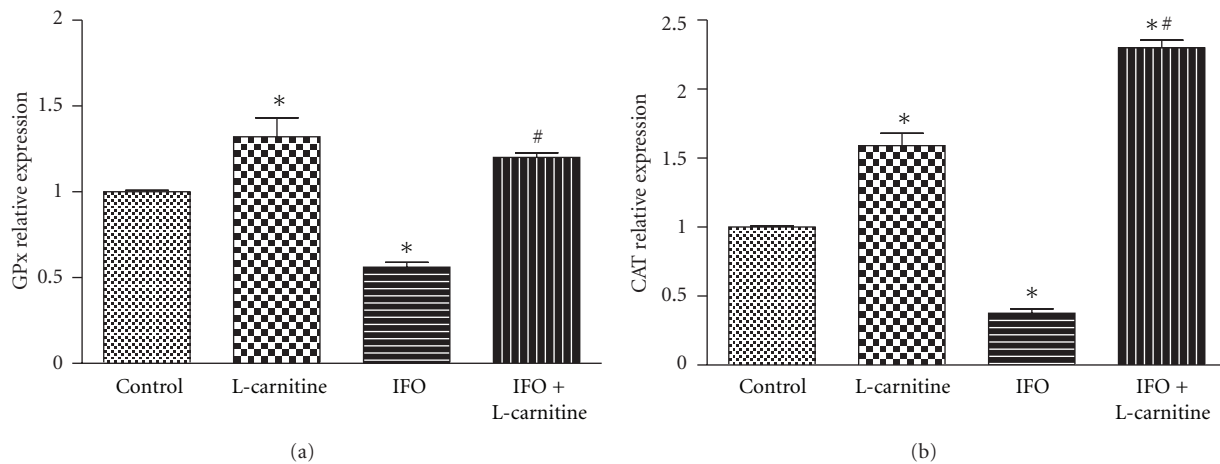 GPx relative expression
2
1.5
1
0.5
0
*
*
#
Control
L-carnitine
IFO
IFO +
L-carnitine
(a)
CAT relative expression
2.5
2
1.5
1
0.5
0
*
*
*#
Control
L-carnitine
IFO
IFO +
L-carnitine
(b)